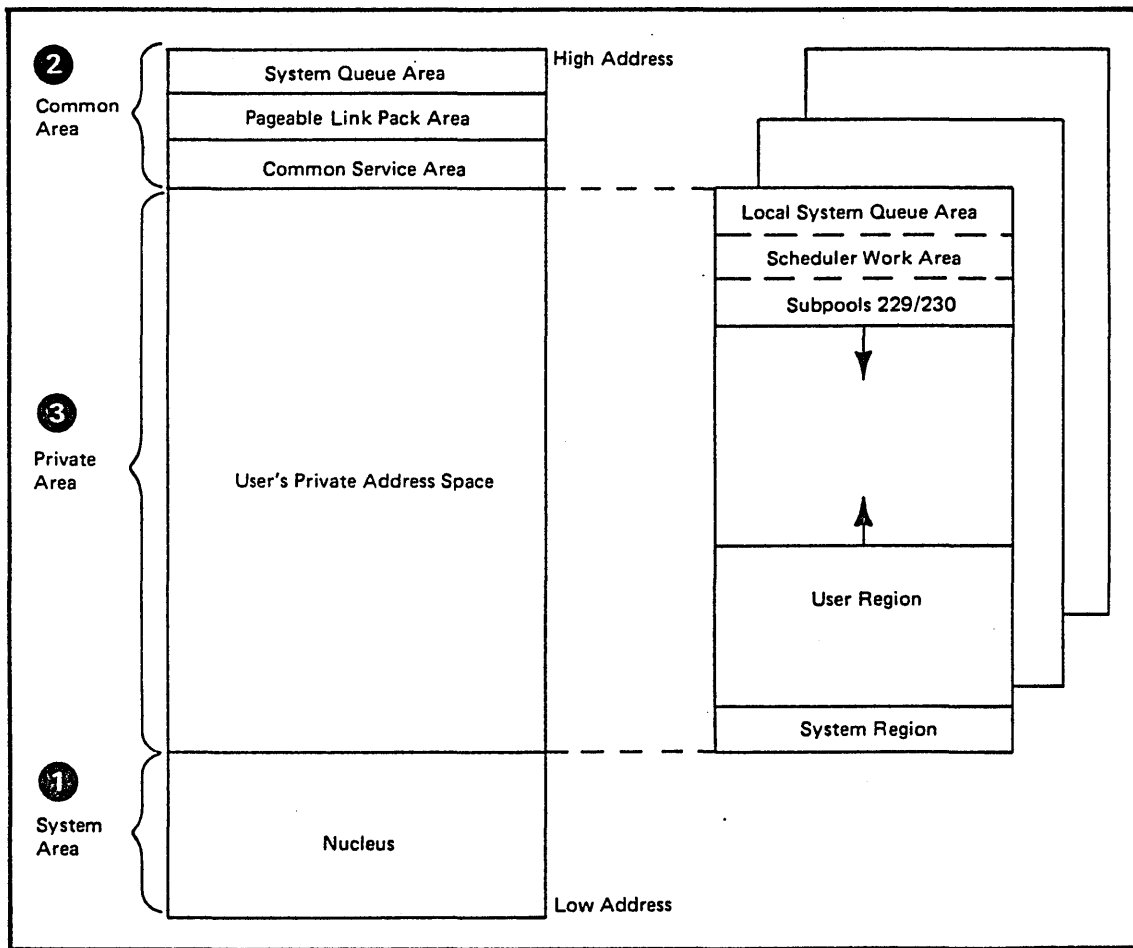 2
Common
Area
System Queue Area
Pageable Link Pack Area
Common Service Area
High Address
3
Private
Area
User's Private Address Space
Local System Queue Area
Scheduler Work Area
Subpools 229/230
User Region
System Region
1
System
Area
Nucleus
Low Address